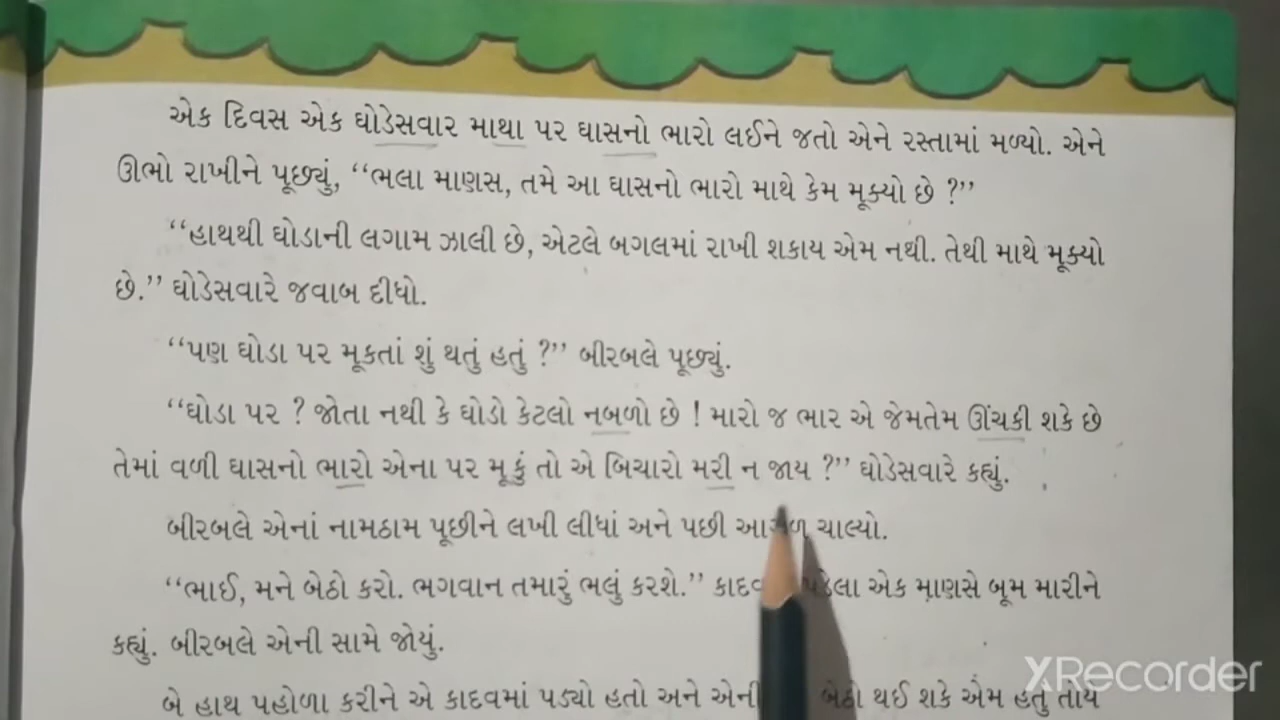 એક દિવસ એક ઘોડેસવાર માથા પર ઘાસનો ભારો લઈને જતો એને રસ્તામાં મળ્યો. એને
ઊભો રાખીને પૂછ્યું, “ભલા માણસ, તમે આ ઘાસનો ભારો માથે કેમ મૂક્યો છે ?”
“હાથથી ઘોડાની લગામ ઝાલી છે, એટલે બગલમાં રાખી શકાય એમ નથી. તેથી માથે મૂક્યો
છે.” ઘોડેસવારે જવાબ દીધો.
“પણ ઘોડા પર મૂકતાં શું થતું હતું ?” બીરબલે પૂછ્યું.
“ઘોડા પર ? જોતા નથી કે ઘોડો કેટલો નબળો છે ! મારો જ ભાર એ જેમતેમ ઊંચકી શકે છે
તેમાં વળી ઘાસનો ભારો એના પર મૂકું તો એ બિચારો મરી ન જાય ?” ઘોડેસવારે કહ્યું.
બીરબલે એનાં નામઠામ પૂછીને લખી લીધાં અને પછી ચાલ્યો.
“ભાઈ, મને બેઠો કરો. ભગવાન તમારું ભલું કરશે.” એક માણસે બૂમ મારીને
કહ્યું. બીરબલે એની સામે જોયું.
બે હાથ પહોળા કરીને એ કાદવમાં પડ્યો હતો અને એની બેઠો થઈ શકે એમ હતું તોય
XRecorder